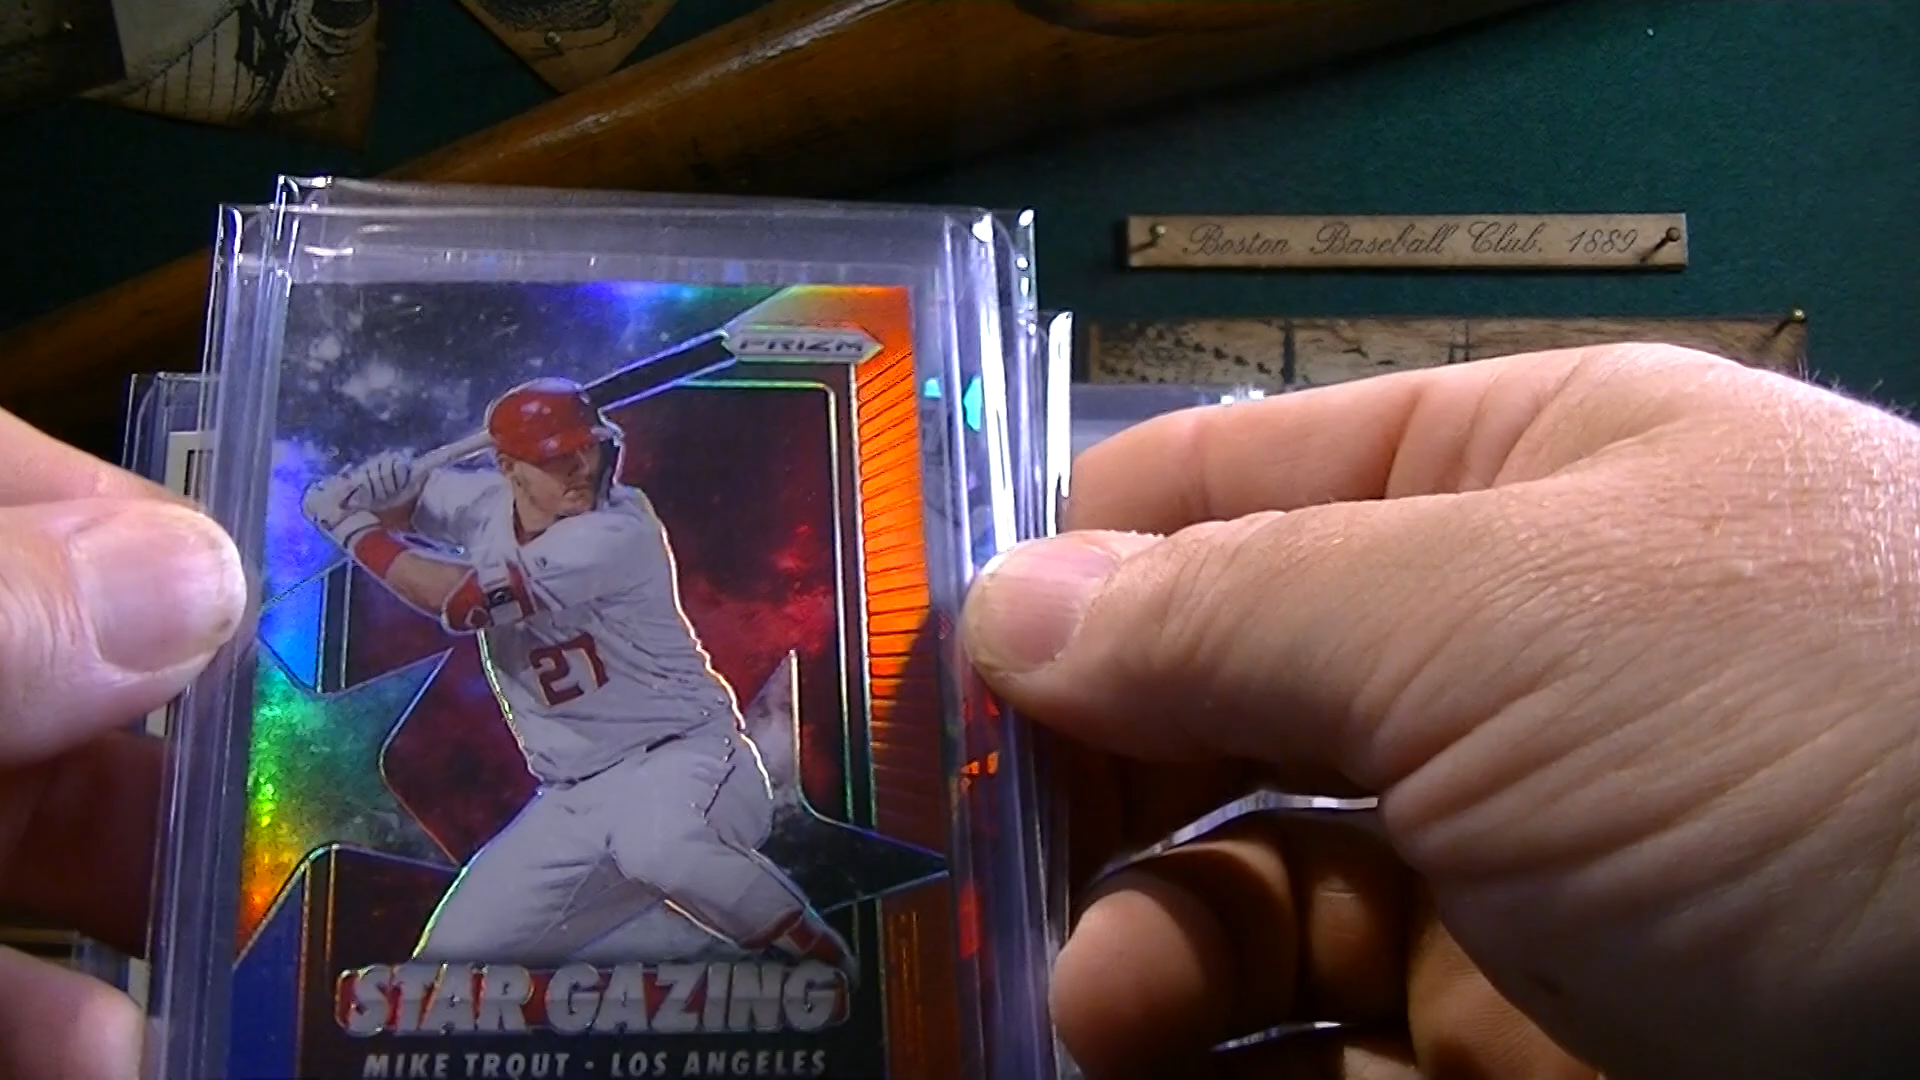 Boston Baseball Club. 1889
PRIZM
27
STAR GAZING
MIKE TROUT · LOS ANGELES